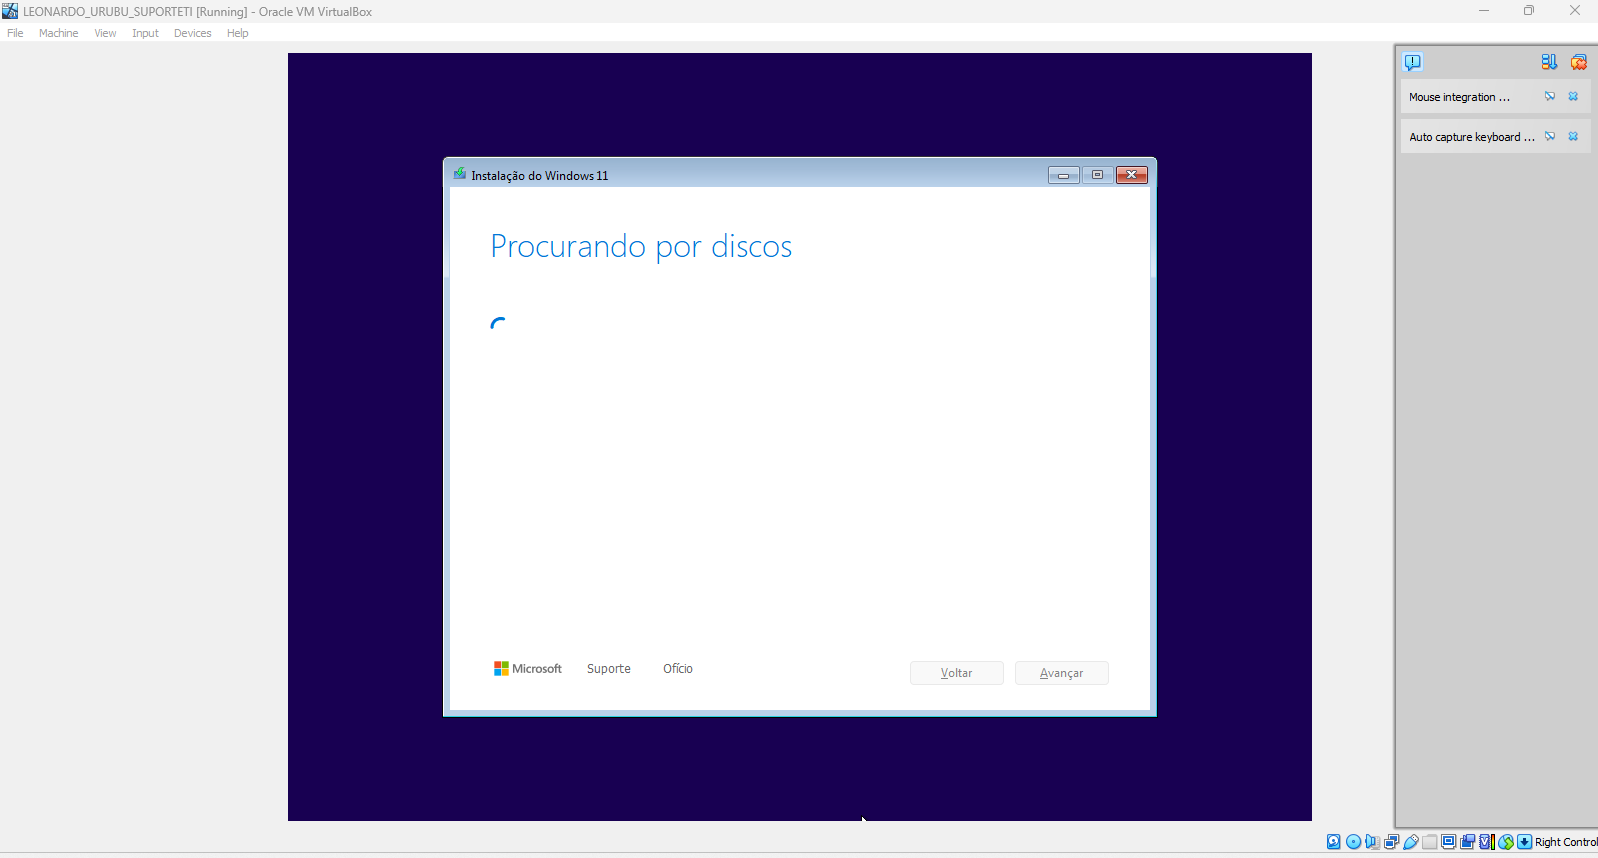 LEONARDO_URUBU_SUPORTETI [Running] - Oracle VM VirtualBox
File Machine View Input Devices Help
Mouse integration ...
Auto capture keyboard ...
Instalação do Windows 11
Procurando por discos
Microsoft Suporte Ofício
Voltar Avançar
Right Control